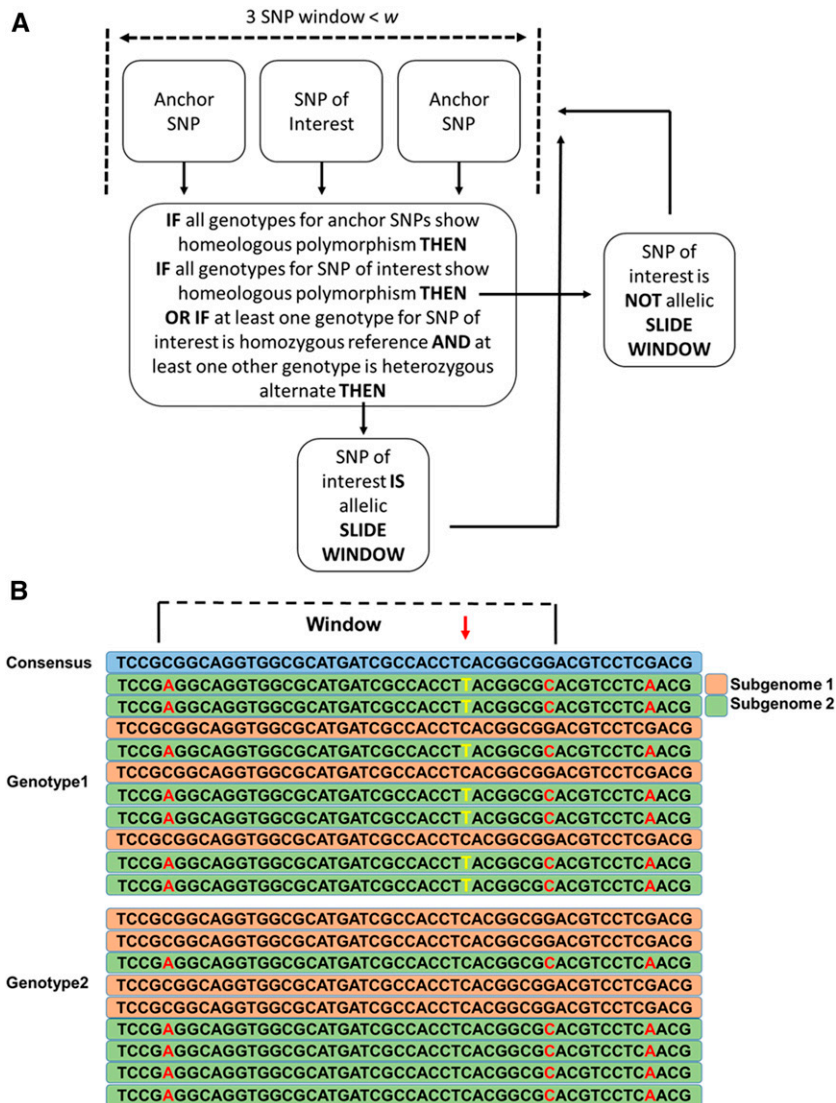 A
3 SNP window < w
Anchor
SNP
SNP of
Interest
Anchor
SNP
IF all genotypes for anchor SNPs show
homeologous polymorphism THEN
IF all genotypes for SNP of interest show
homeologous polymorphism THEN
OR IF at least one genotype for SNP of
interest is homozygous reference AND at
least one other genotype is heterozygous
alternate THEN
SNP of
interest is
NOT allelic
SLIDE
WINDOW
SNP of
interest IS
allelic
SLIDE
WINDOW
B
Window
Consensus TCCGCGGCAGGTGGCGCATGATCGCCACCTCACGGCGGACGTCCTCGACG
TCCGAGGCAGGTGGCGCATGATCGCCACCTTACGGCGCACGTCCTCAACG Subgenome 1
TCCGAGGCAGGTGGCGCATGATCGCCACCTTACGGCGCACGTCCTCAACG Subgenome 2
TCCGCGGCAGGTGGCGCATGATCGCCACCTCACGGCGGACGTCCTCGACG
TCCGAGGCAGGTGGCGCATGATCGCCACCTTACGGCGCACGTCCTCAACG
Genotype1 TCCGCGGCAGGTGGCGCATGATCGCCACCTCACGGCGGACGTCCTCGACG
TCCGAGGCAGGTGGCGCATGATCGCCACCTTACGGCGCACGTCCTCAACG
TCCGAGGCAGGTGGCGCATGATCGCCACCTTACGGCGCACGTCCTCAACG
TCCGCGGCAGGTGGCGCATGATCGCCACCTCACGGCGGACGTCCTCGACG
TCCGAGGCAGGTGGCGCATGATCGCCACCTTACGGCGCACGTCCTCAACG
TCCGAGGCAGGTGGCGCATGATCGCCACCTTACGGCGCACGTCCTCAACG
TCCGCGGCAGGTGGCGCATGATCGCCACCTCACGGCGGACGTCCTCGACG
TCCGCGGCAGGTGGCGCATGATCGCCACCTCACGGCGGACGTCCTCGACG
TCCGAGGCAGGTGGCGCATGATCGCCACCTCACGGCGCACGTCCTCAACG
Genotype2 TCCGCGGCAGGTGGCGCATGATCGCCACCTCACGGCGGACGTCCTCGACG
TCCGCGGCAGGTGGCGCATGATCGCCACCTCACGGCGGACGTCCTCGACG
TCCGAGGCAGGTGGCGCATGATCGCCACCTCACGGCGCACGTCCTCAACG
TCCGAGGCAGGTGGCGCATGATCGCCACCTCACGGCGCACGTCCTCAACG
TCCGAGGCAGGTGGCGCATGATCGCCACCTCACGGCGCACGTCCTCAACG
TCCGAGGCAGGTGGCGCATGATCGCCACCTCACGGCGCACGTCCTCAACG